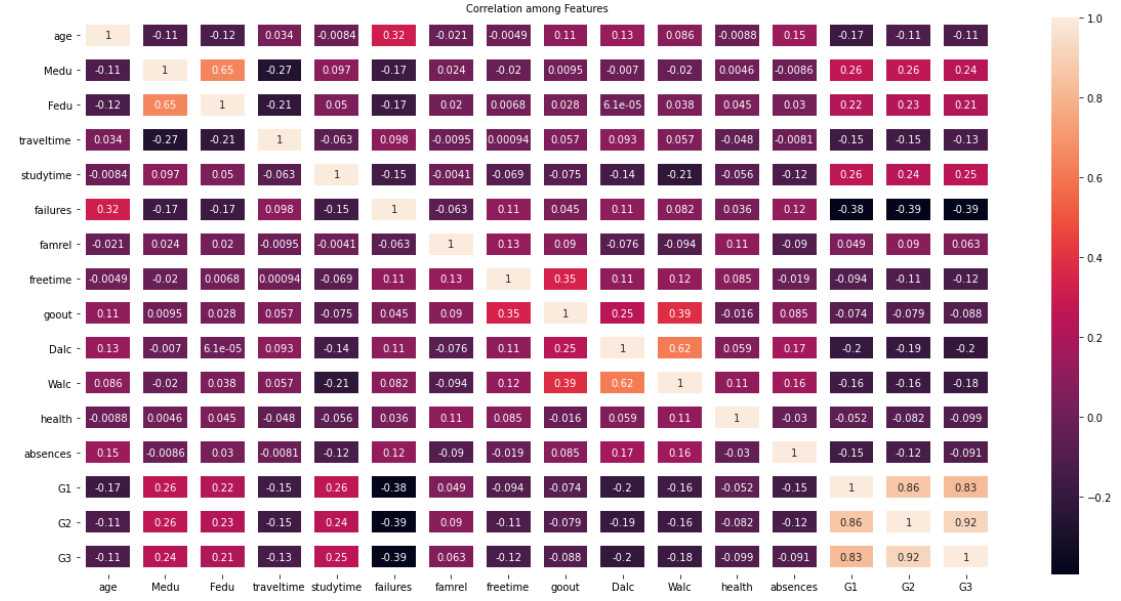 Correlation among Features
age 1 -0.11 -0.12 0.034 -0.0084 0.32 -0.021 -0.0049 0.11 0.13 0.086 -0.0088 0.15 -0.17 -0.11 -0.11
Medu -0.11 1 0.65 -0.27 0.097 -0.17 0.024 -0.02 0.0095 -0.007 -0.02 0.0046 -0.0086 0.26 0.26 0.24
Fedu -0.12 0.65 1 -0.21 0.05 -0.17 0.02 0.0068 0.028 6.1e-05 0.038 0.045 0.03 0.22 0.23 0.21
traveltime 0.034 -0.27 -0.21 1 -0.063 0.098 -0.0095 0.00094 0.057 0.093 0.057 -0.048 -0.0081 -0.15 -0.15 -0.13
studytime -0.0084 0.097 0.05 -0.063 1 -0.15 -0.0041 -0.069 -0.075 -0.14 -0.21 -0.056 -0.12 0.26 0.24 0.25
failures 0.32 -0.17 -0.17 0.098 -0.15 1 -0.063 0.11 0.045 0.11 0.082 0.036 0.12 -0.38 -0.39 -0.39
famrel -0.021 0.024 0.02 -0.0095 -0.0041 -0.063 1 0.13 0.09 -0.076 -0.094 0.11 -0.09 0.049 0.09 0.063
freetime -0.0049 -0.02 0.0068 0.00094 -0.069 0.11 0.13 1 0.35 0.11 0.12 0.085 -0.019 -0.094 -0.11 -0.12
goout 0.11 0.0095 0.028 0.057 -0.075 0.045 0.09 0.35 1 0.25 0.39 -0.016 0.085 -0.074 -0.079 -0.088
Dalc 0.13 -0.007 6.1e-05 0.093 -0.14 0.11 -0.076 0.11 0.25 1 0.62 0.059 0.17 -0.2 -0.19 -0.2
Walc 0.086 -0.02 0.038 0.057 -0.21 0.082 -0.094 0.12 0.39 0.62 1 0.11 0.16 -0.16 -0.16 -0.18
health -0.0088 0.0046 0.045 -0.048 -0.056 0.036 0.11 0.085 -0.016 0.059 0.11 1 -0.03 -0.052 -0.082 -0.099
absences 0.15 -0.0086 0.03 -0.0081 -0.12 0.12 -0.09 -0.019 0.085 0.17 0.16 -0.03 1 -0.15 -0.12 -0.091
G1 -0.17 0.26 0.22 -0.15 0.26 -0.38 0.049 -0.094 -0.074 -0.2 -0.16 -0.052 -0.15 1 0.86 0.83
G2 -0.11 0.26 0.23 -0.15 0.24 -0.39 0.09 -0.11 -0.079 -0.19 -0.16 -0.082 -0.12 0.86 1 0.92
G3 -0.11 0.24 0.21 -0.13 0.25 -0.39 0.063 -0.12 -0.088 -0.2 -0.18 -0.099 -0.091 0.83 0.92 1
age Medu Fedu traveltime studytime failures famrel freetime goout Dalc Walc health absences G1 G2 G3
1.0
0.8
0.6
0.4
0.2
0.0
−0.2